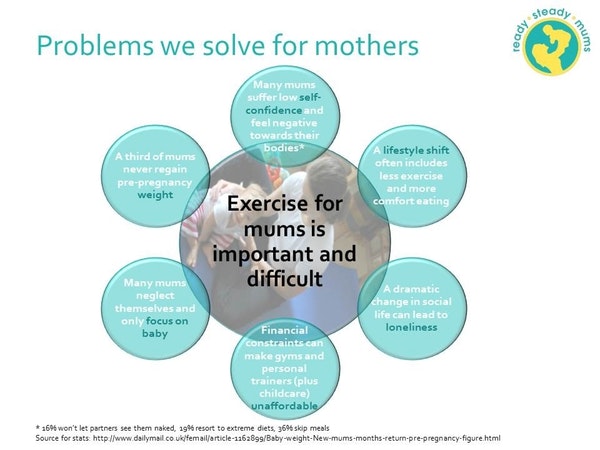 ready · steady · mums
Problems we solve for mothers
Many mums
suffer low self-
confidence and
feel negative
towards their
bodies*
A lifestyle shift
often includes
less exercise
and more
comfort eating
A dramatic
change in social
life can lead to
loneliness
Financial
constraints can
make gyms and
personal
trainers (plus
childcare)
unaffordable
Many mums
neglect
themselves and
only focus on
baby
A third of mums
never regain
pre-pregnancy
weight
Exercise for
mums is
important and
difficult
* 16% won't let partners see them naked, 19% resort to extreme diets, 36% skip meals
Source for stats: http://www.dailymail.co.uk/femail/article-1162899/Baby-weight-New-mums-months-return-pre-pregnancy-figure.html